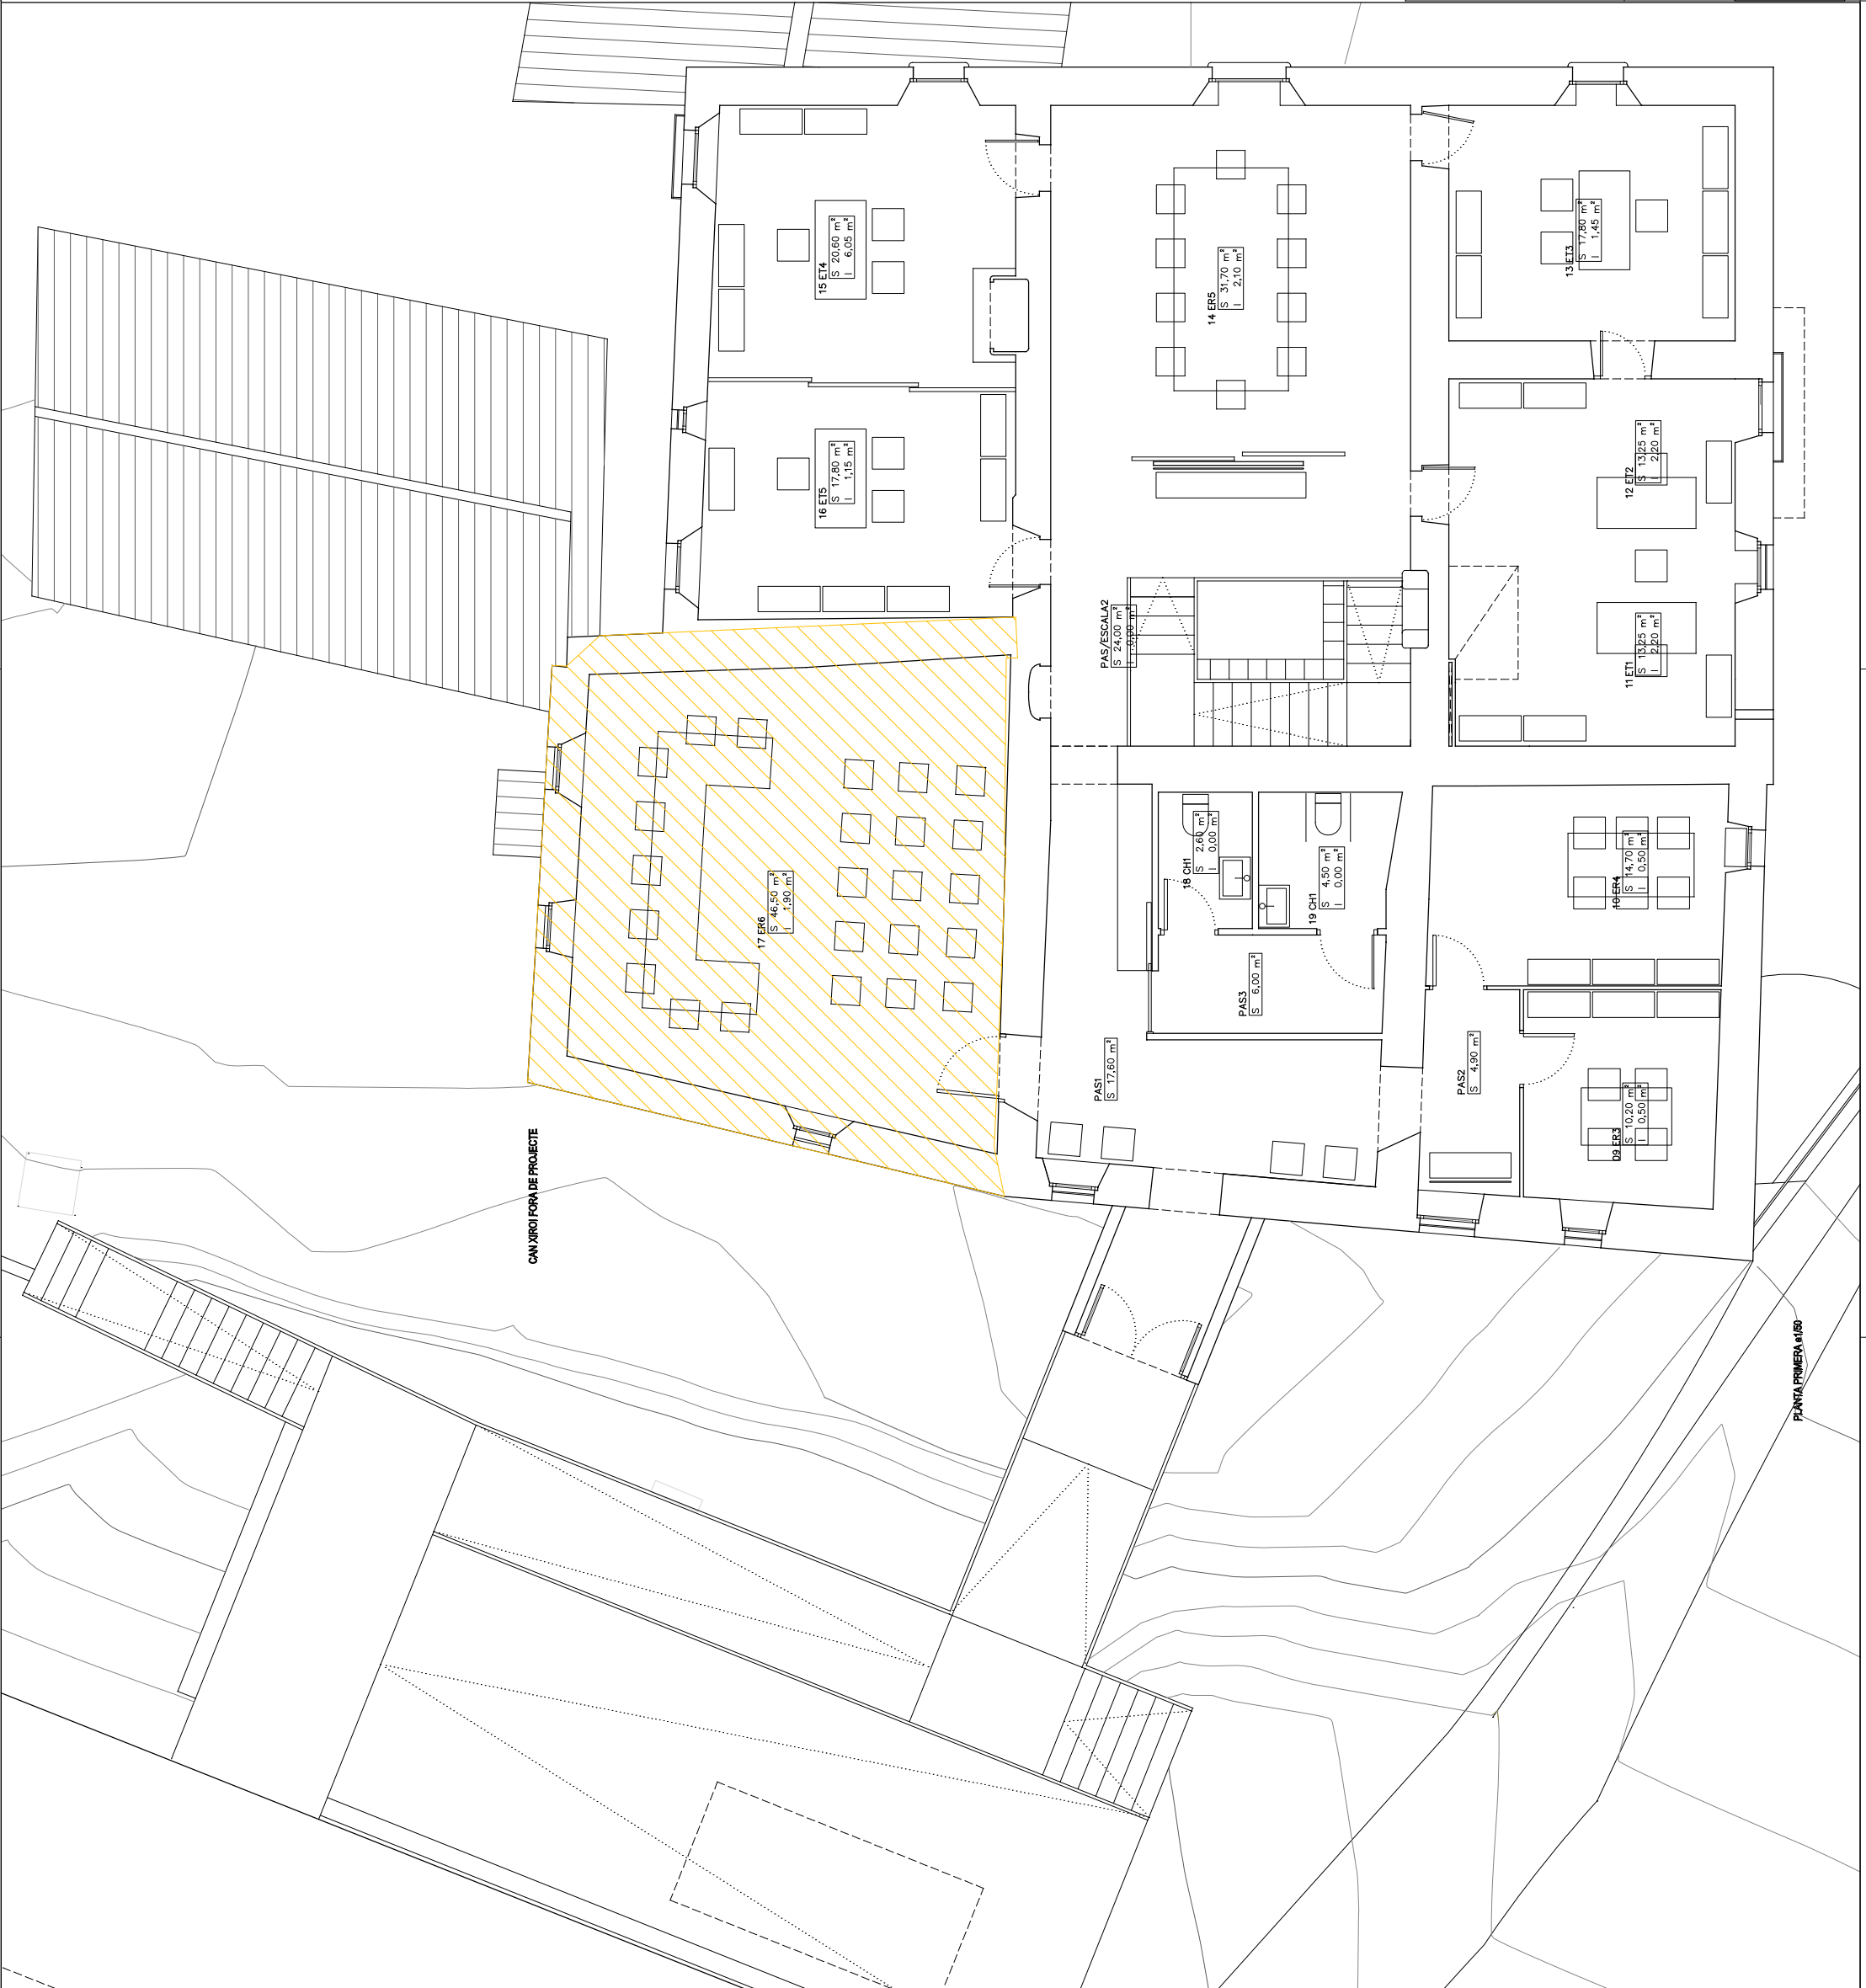 15 ET4
S 20,60 m²
I 6,05 m²
16 ET5
S 17,80 m²
I 1,15 m²
14 ER5
S 31,70 m²
I 2,10 m²
13 ET3
S 17,80 m²
I 1,45 m²
12 ET2
S 13,25 m²
I 2,20 m²
11 ET1
S 13,25 m²
I 2,20 m²
PAS/ESCALA2
S 24,00 m²
I 0,00 m²
17 ER6
S 46,50 m²
I 1,90 m²
18 CH1
S 2,60 m²
I 0,00 m²
19 CH1
S 4,50 m²
I 0,00 m²
10 ER4
S 14,70 m²
I 0,50 m²
PAS3
S 6,00 m²
PAS1
S 17,60 m²
PAS2
S 4,90 m²
09 ER3
S 10,20 m²
I 0,50 m²
CAN XIROI FORA DE PROJECTE
PLANTA PRIMERA e1/50